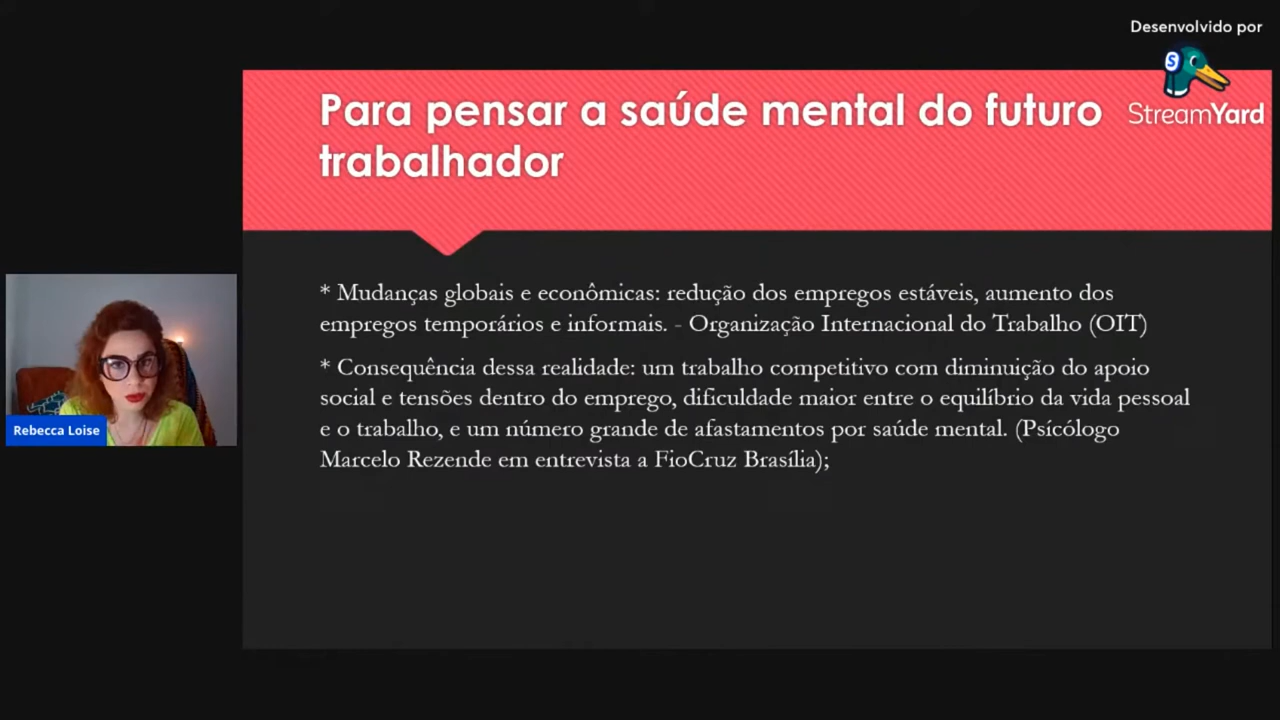 Desenvolvido por
S
StreamYard
Para pensar a saúde mental do futuro
trabalhador
* Mudanças globais e econômicas: redução dos empregos estáveis, aumento dos
empregos temporários e informais. - Organização Internacional do Trabalho (OIT)
* Consequência dessa realidade: um trabalho competitivo com diminuição do apoio
social e tensões dentro do emprego, dificuldade maior entre o equilíbrio da vida pessoal
e o trabalho, e um número grande de afastamentos por saúde mental. (Psícólogo
Marcelo Rezende em entrevista a FioCruz Brasília);
Rebecca Loise